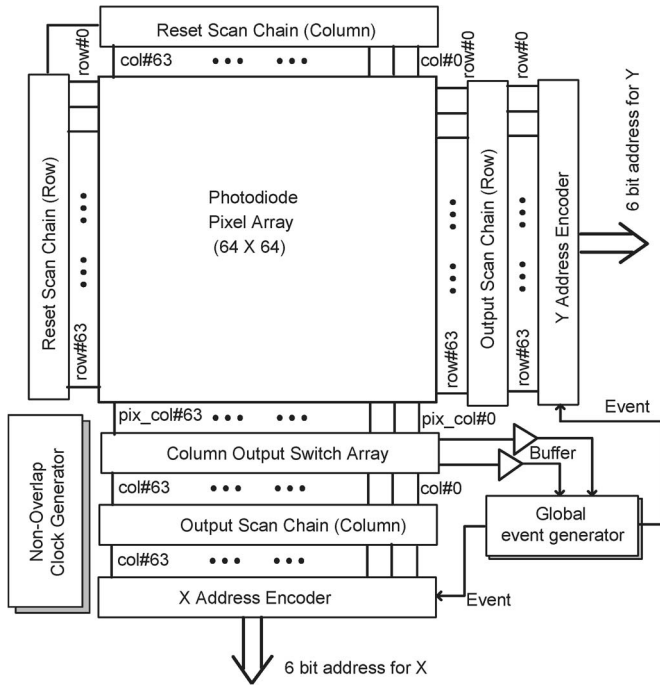 Reset Scan Chain (Column)
row#0
col#63
col#0
row#0
row#0
Reset Scan Chain (Row)
Photodiode
Pixel Array
(64 X 64)
Output Scan Chain (Row)
Y Address Encoder
6 bit address for Y
row#63
row#63
row#63
pix_col#63
pix_col#0
Event
Column Output Switch Array
Buffer
col#63
col#0
Non-Overlap
Clock Generator
Output Scan Chain (Column)
Global
event generator
col#63
X Address Encoder
Event
6 bit address for X